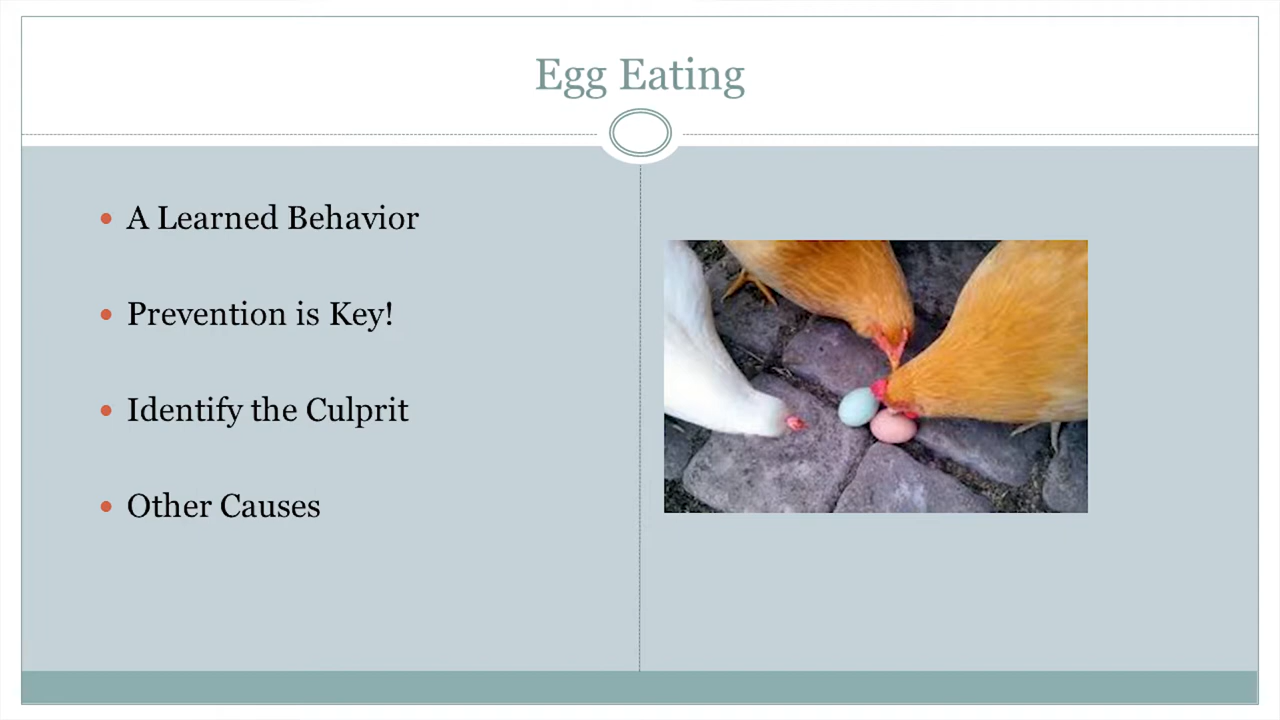 Egg Eating
A Learned Behavior
Prevention is Key!
Identify the Culprit
Other Causes